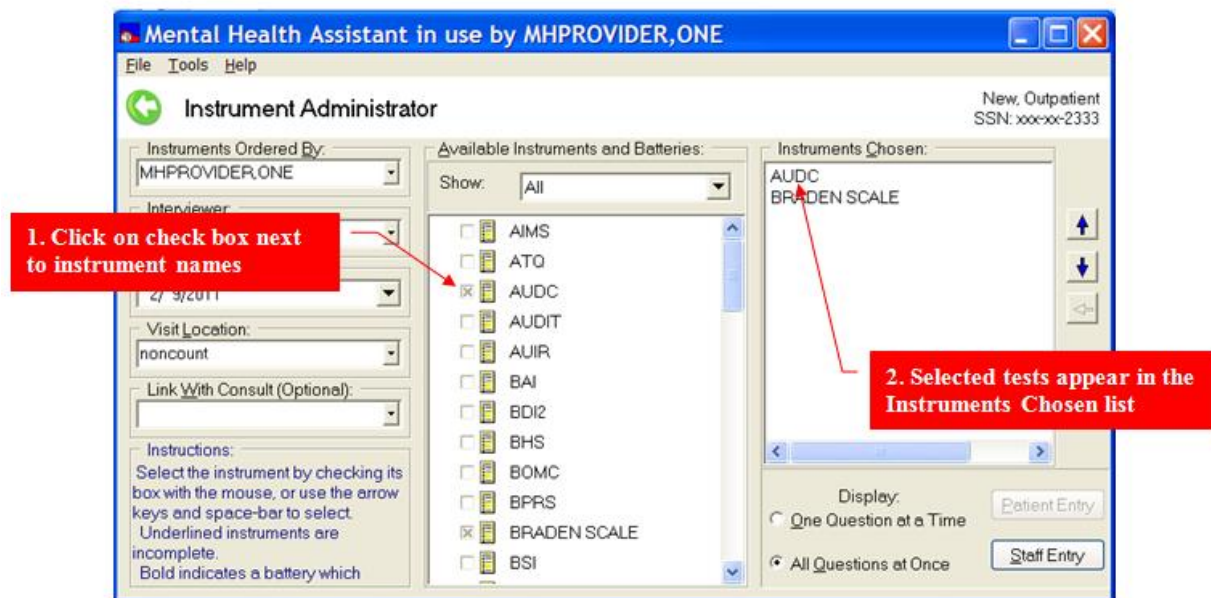 Mental Health Assistant in use by MHPROVIDER,ONE
File Tools Help
Instrument Administrator
New, Outpatient
SSN: xxx-xx-2333
Instruments Ordered By:
MHPROVIDER,ONE
Interviewer
1. Click on check box next
to instrument names
2/ 9/2011
Visit Location:
noncount
Link With Consult (Optional):
Instructions:
Select the instrument by checking its
box with the mouse, or use the arrow
keys and space-bar to select.
Underlined instruments are
incomplete.
Bold indicates a battery which
Available Instruments and Batteries:
Show: All
AIMS
ATQ
AUDC
AUDIT
AUIR
BAI
BDI2
BHS
BOMC
BPRS
BRADEN SCALE
BSI
Instruments Chosen:
AUDC
BRADEN SCALE
2. Selected tests appear in the
Instruments Chosen list
Display:
One Question at a Time
All Questions at Once
Patient Entry
Staff Entry